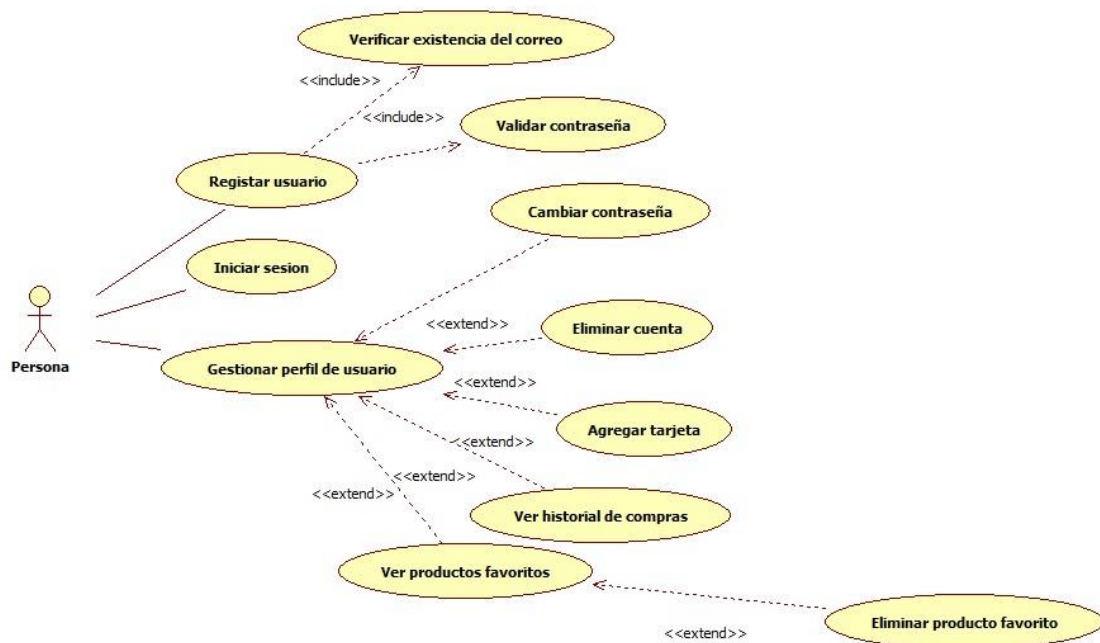 Verificar existencia del correo
<<include>>
<<include>>
Validar contraseña
Registar usuario
Cambiar contraseña
Iniciar sesion
<<extend>>
Eliminar cuenta
Persona
Gestionar perfil de usuario
<<extend>>
Agregar tarjeta
<<extend>>
<<extend>>
<<extend>>
Ver historial de compras
Ver productos favoritos
Eliminar producto favorito
<<extend>>